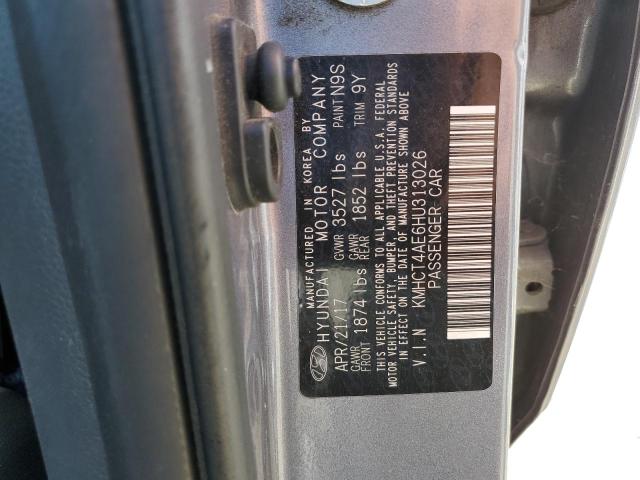 MANUFACTURED IN KOREA BY
HYUNDAI MOTOR COMPANY
APR/21/17 GVWR 3527 lbs PAINT N9S
GAWR FRONT 1874 lbs GAWR REAR 1852 lbs TRIM 9Y
THIS VEHICLE CONFORMS TO ALL APPLICABLE U.S.A. FEDERAL
MOTOR VEHICLE SAFETY, BUMPER, AND THEFT PREVENTION STANDARDS
IN EFFECT ON THE DATE OF MANUFACTURE SHOWN ABOVE
V.I.N KMHCT4AE6HU313026
PASSENGER CAR